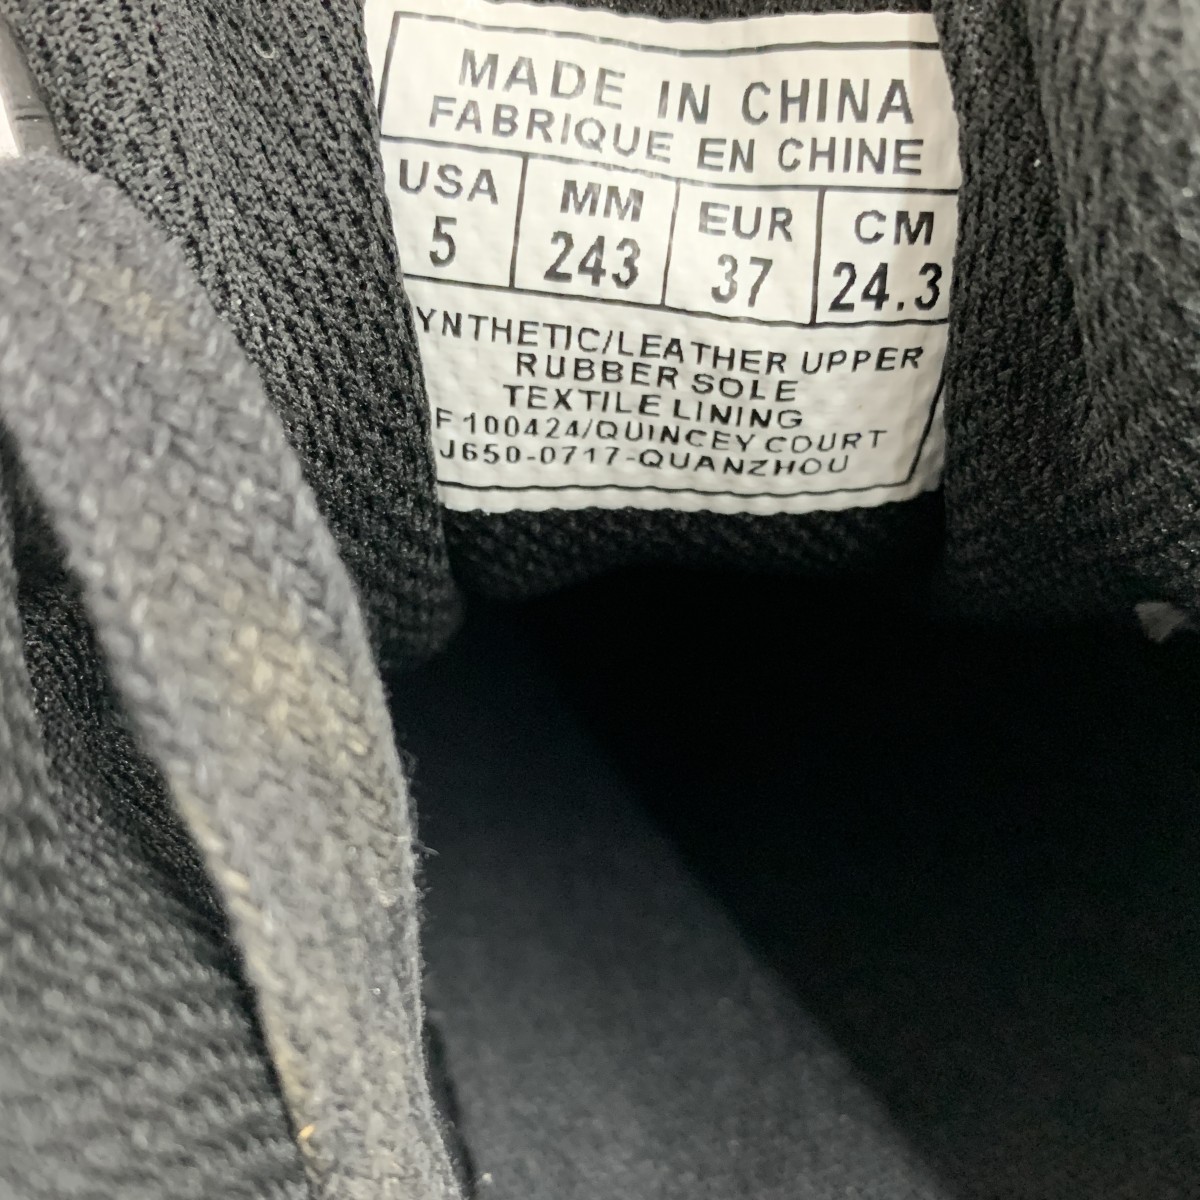 MADE IN CHINA
FABRIQUE EN CHINE
USA MM EUR CM
5 243 37 24.3
YNTHETIC/LEATHER UPPER
RUBBER SOLE
TEXTILE LINING
F 100424/QUINCEY COURT
J650-0717-QUANZHOU